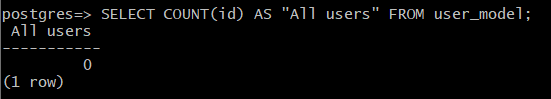 postgres=> SELECT COUNT(id) AS "All users" FROM user_model;
 All users
-----------
         0
(1 row)